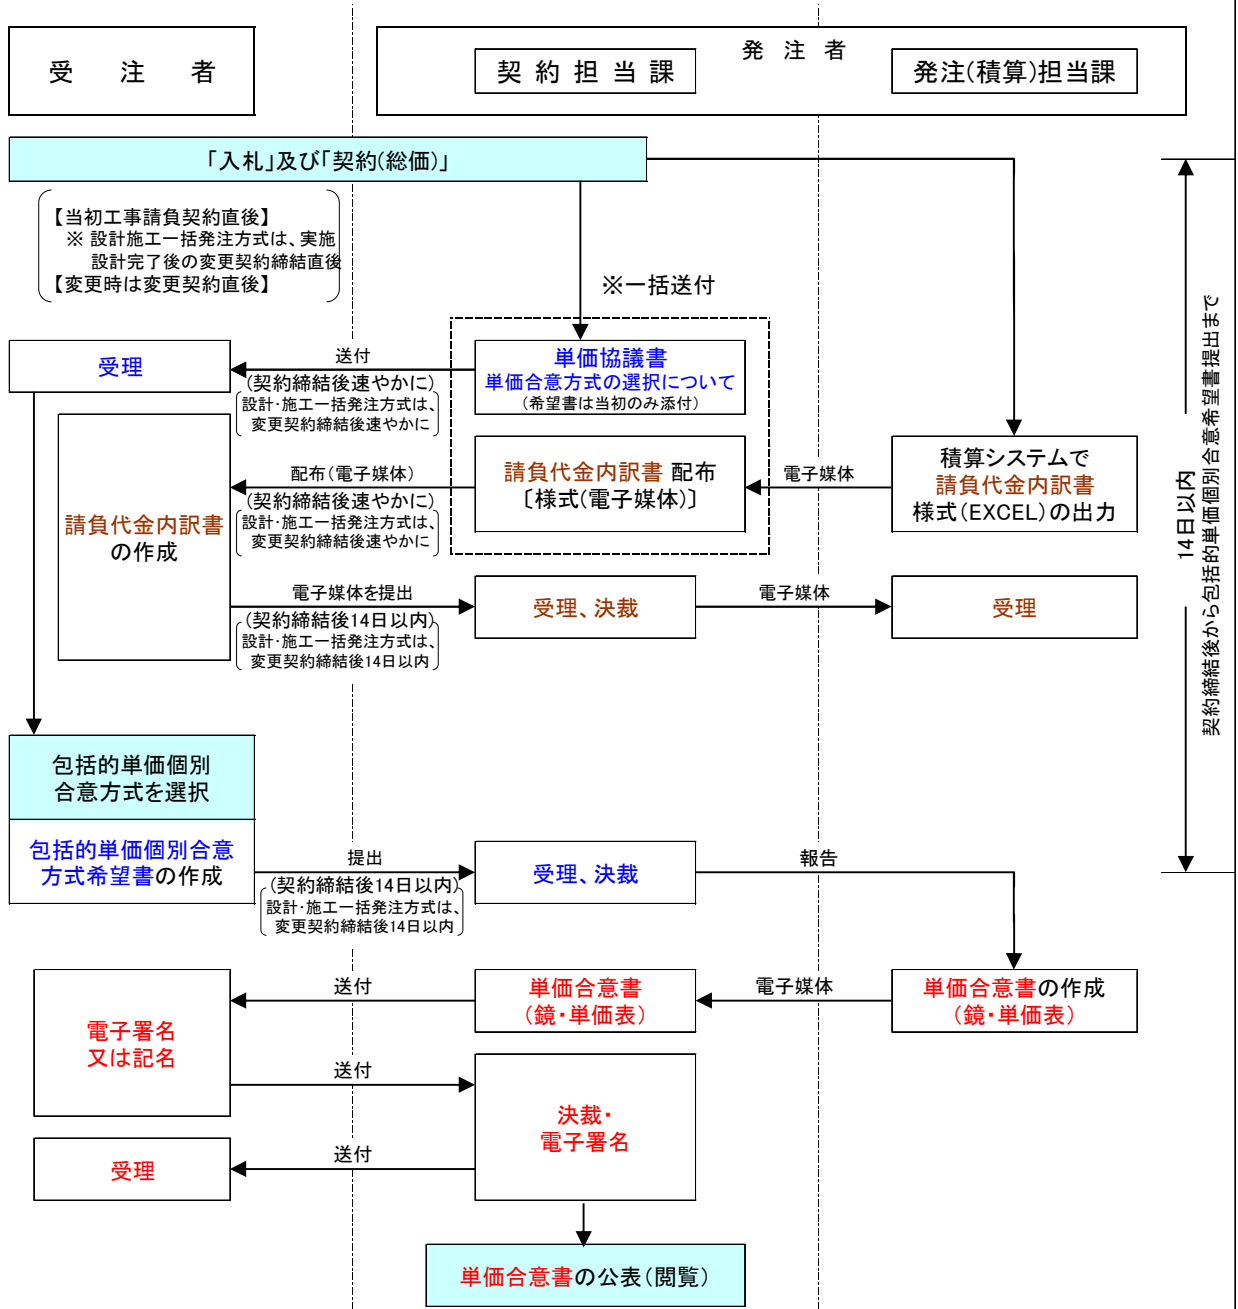 受　注　者
発　注　者
契 約 担 当 課
発注(積算)担当課
「入札」及び「契約(総価)」
【当初工事請負契約直後】
※ 設計施工一括発注方式は、実施
設計完了後の変更契約締結直後
【変更時は変更契約直後】
※一括送付
受理
送付
(契約締結後速やかに)
設計・施工一括発注方式は、
変更契約締結後速やかに
単価協議書
単価合意方式の選択について
(希望書は当初のみ添付)
請負代金内訳書
の作成
配布(電子媒体)
(契約締結後速やかに)
設計・施工一括発注方式は、
変更契約締結後速やかに
請負代金内訳書 配布
〔様式(電子媒体)〕
電子媒体
積算システムで
請負代金内訳書
様式(EXCEL)の出力
電子媒体を提出
(契約締結後14日以内)
設計・施工一括発注方式は、
変更契約締結後14日以内
受理、決裁
電子媒体
受理
14日以内
契約締結後から包括的単価個別合意希望書提出まで
包括的単価個別
合意方式を選択
包括的単価個別合意
方式希望書の作成
提出
(契約締結後14日以内)
設計・施工一括発注方式は、
変更契約締結後14日以内
受理、決裁
報告
電子署名
又は記名
送付
単価合意書
(鏡・単価表)
電子媒体
単価合意書の作成
(鏡・単価表)
送付
決裁・
電子署名
受理
送付
単価合意書の公表(閲覧)